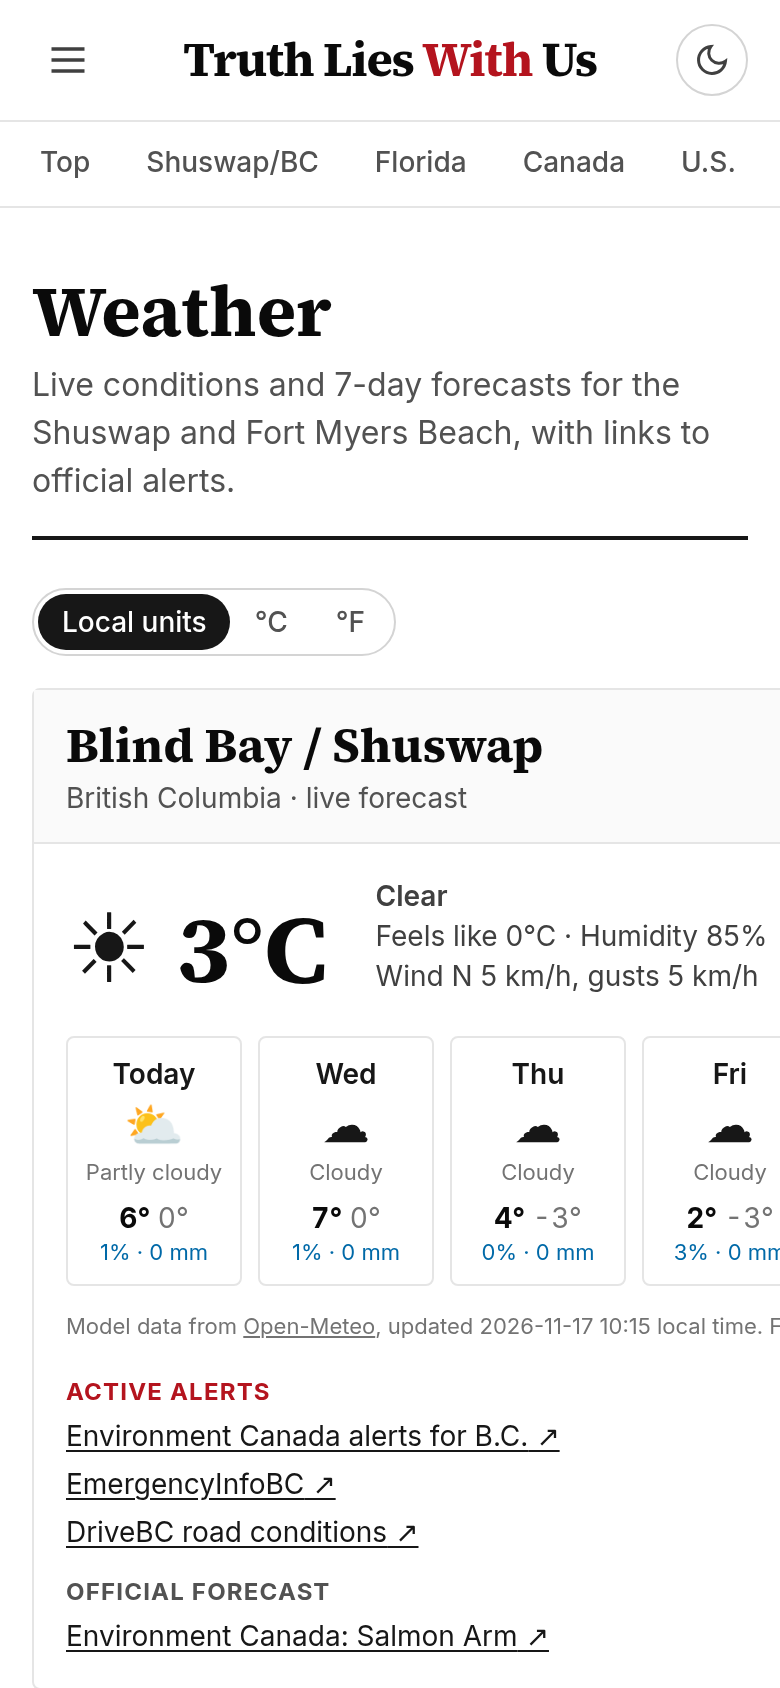 Truth Lies With Us
Top Shuswap/BC Florida Canada U.S.
Weather
Live conditions and 7-day forecasts for the
Shuswap and Fort Myers Beach, with links to
official alerts.
Local units °C °F
Blind Bay / Shuswap
British Columbia · live forecast
3°C
Clear
Feels like 0°C · Humidity 85%
Wind N 5 km/h, gusts 5 km/h
Today
Partly cloudy
6° 0°
1% · 0 mm
Wed
Cloudy
7° 0°
1% · 0 mm
Thu
Cloudy
4° -3°
0% · 0 mm
Fri
Cloudy
2° -3°
3% · 0 mm
Model data from Open-Meteo, updated 2026-11-17 10:15 local time. F
ACTIVE ALERTS
Environment Canada alerts for B.C. ↗
EmergencyInfoBC ↗
DriveBC road conditions ↗
OFFICIAL FORECAST
Environment Canada: Salmon Arm ↗